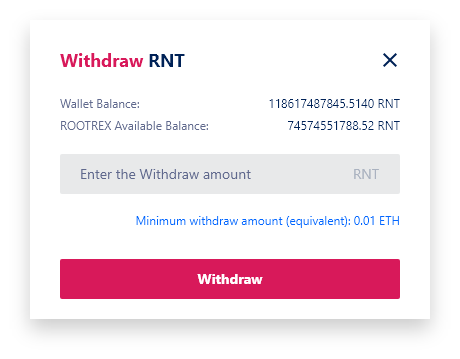 Withdraw RNT
Wallet Balance: 118617487845.5140 RNT
ROOTREX Available Balance: 74574551788.52 RNT
Enter the Withdraw amount RNT
Minimum withdraw amount (equivalent): 0.01 ETH
Withdraw